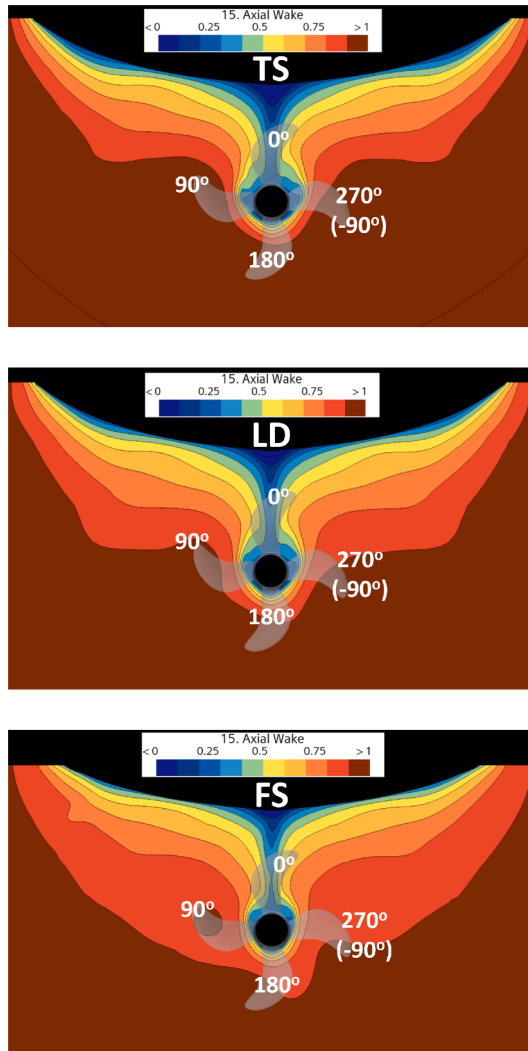 15. Axial Wake
< 0 0.25 0.5 0.75 > 1
TS
0º
90º
270º
(-90º)
180º
15. Axial Wake
< 0 0.25 0.5 0.75 > 1
LD
0º
90º
270º
(-90º)
180º
15. Axial Wake
< 0 0.25 0.5 0.75 > 1
FS
0º
90º
270º
(-90º)
180º